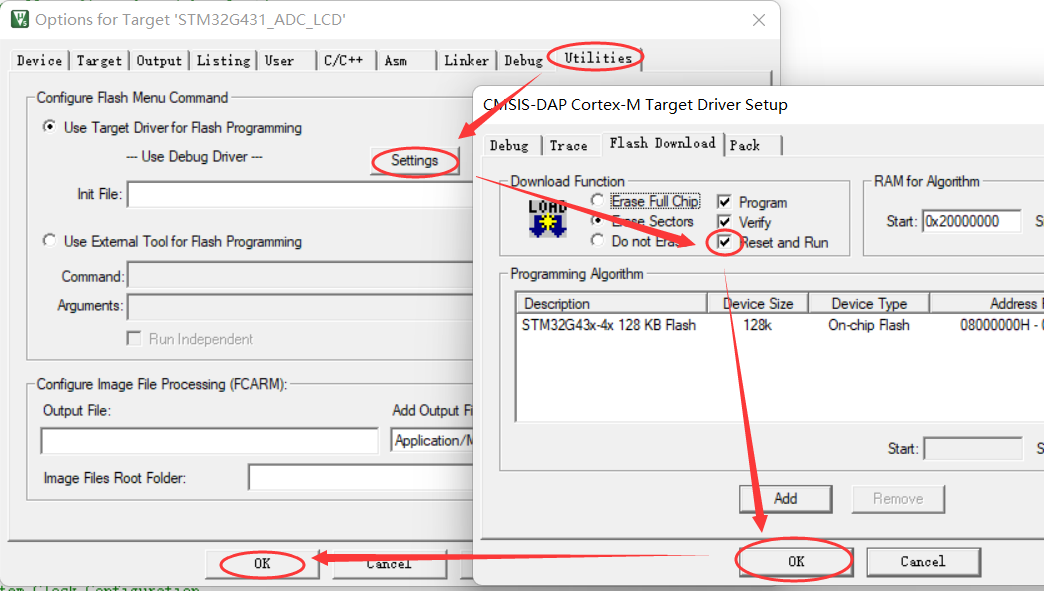 Options for Target 'STM32G431_ADC_LCD'
Device Target Output Listing User C/C++ Asm Linker Debug Utilities
Configure Flash Menu Command
Use Target Driver for Flash Programming
--- Use Debug Driver ---
Settings
Init File:
Use External Tool for Flash Programming
Command:
Arguments:
Run Independent
Configure Image File Processing (FCARM):
Output File:
Add Output Fi
Application/M
Image Files Root Folder:
OK
Cancel
CMSIS-DAP Cortex-M Target Driver Setup
Debug Trace Flash Download Pack
Download Function
LOAD
Erase Full Chip
Erase Sectors
Do not Erase
Program
Verify
Reset and Run
RAM for Algorithm
Start: 0x20000000 S
Programming Algorithm
Description Device Size Device Type Address
STM32G43x-4x 128 KB Flash 128k On-chip Flash 08000000H - 0
Start: S
Add
Remove
OK
Cancel
tem Clock Configuration